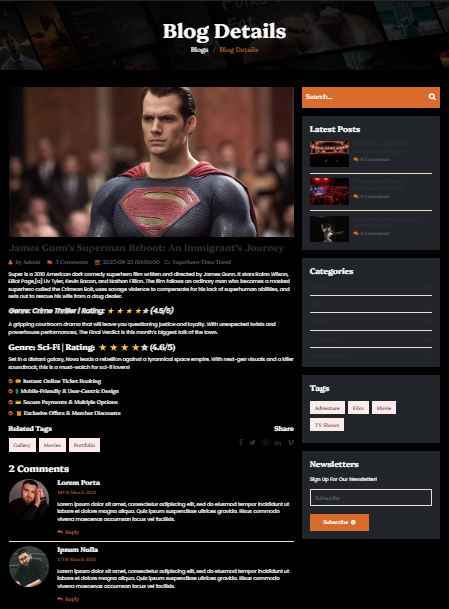 Blog Details
Blogs / Blog Details
Search...
James Gunn's Superman Reboot: An Immigrant's Journey
By Admin 3 Comments 2025-09-25 00:00:00 Superhero-Time Travel
Super is a 2010 American dark comedy superhero film written and directed by James Gunn. It stars Rainn Wilson,
Elliot Page,[a] Liv Tyler, Kevin Bacon, and Nathan Fillion. The film follows an ordinary man who becomes a masked
superhero called the Crimson Bolt, uses savage violence to compensate for his lack of superhuman abilities, and
sets out to rescue his wife from a drug dealer.
Genre: Crime Thriller | Rating: ★ ★ ★ ★ ☆ (4.5/5)
A gripping courtroom drama that will leave you questioning justice and loyalty. With unexpected twists and
powerhouse performances, The Final Verdict is this month's biggest talk of the town.
Genre: Sci-Fi | Rating: ★ ★ ★ ★ ☆ (4.6/5)
Set in a distant galaxy, Nova leads a rebellion against a tyrannical space empire. With next-gen visuals and a killer
soundtrack, this is a must-watch for sci-fi lovers!
Instant Online Ticket Booking
Mobile-Friendly & User-Centric Design
Secure Payments & Multiple Options
Exclusive Offers & Member Discounts
Related Tags
Share
Gallery Movies Portfolio
2 Comments
Lorem Porta
19TH March 2023
Lorem ipsum dolor sit amet, consectetur adipiscing elit, sed do eiusmod tempor incididunt ut
labore et dolore magna aliqua. Quis ipsum suspendisse ultrices gravida. Risus commodo
viverra maecenas accumsan lacus vel facilisis.
Reply
Ipsum Nulla
17TH March 2023
Lorem ipsum dolor sit amet, consectetur adipiscing elit, sed do eiusmod tempor incididunt ut
labore et dolore magna aliqua. Quis ipsum suspendisse ultrices gravida. Risus commodo
viverra maecenas accumsan lacus vel facilisis.
Reply
Latest Posts
0 Comments
0 Comments
0 Comments
Categories
Tags
Adventure Film Movie
TV Shows
Newsletters
Sign Up For Our Newsletter!
Subscribe
Subscribe